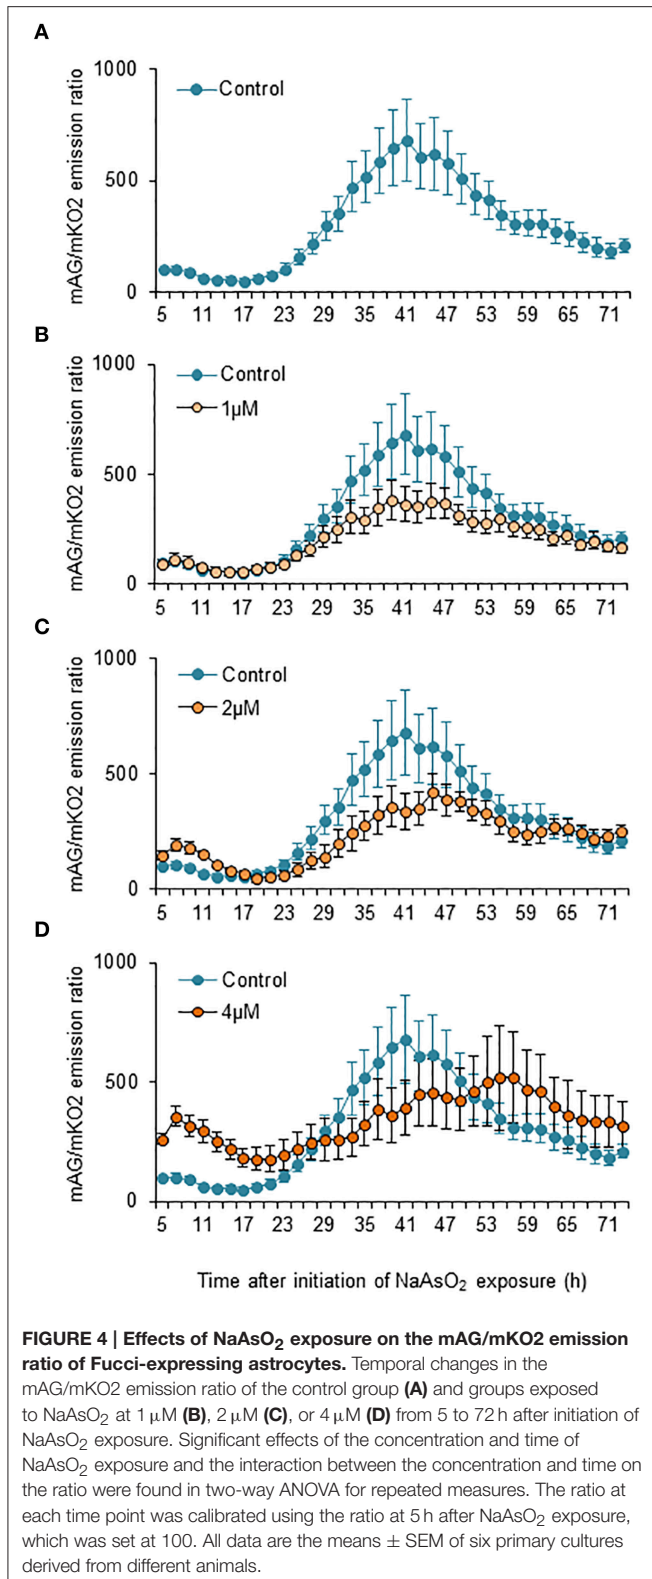 A
mAG/mKO2 emission ratio
1000
500
0
Control
5 11 17 23 29 35 41 47 53 59 65 71
B
mAG/mKO2 emission ratio
1000
500
0
Control
1µM
5 11 17 23 29 35 41 47 53 59 65 71
C
mAG/mKO2 emission ratio
1000
500
0
Control
2µM
5 11 17 23 29 35 41 47 53 59 65 71
D
mAG/mKO2 emission ratio
1000
500
0
Control
4µM
5 11 17 23 29 35 41 47 53 59 65 71
Time after initiation of NaAsO2 exposure (h)
FIGURE 4 | Effects of NaAsO2 exposure on the mAG/mKO2 emission
ratio of Fucci-expressing astrocytes. Temporal changes in the
mAG/mKO2 emission ratio of the control group (A) and groups exposed
to NaAsO2 at 1 µM (B), 2 µM (C), or 4 µM (D) from 5 to 72 h after initiation of
NaAsO2 exposure. Significant effects of the concentration and time of
NaAsO2 exposure and the interaction between the concentration and time on
the ratio were found in two-way ANOVA for repeated measures. The ratio at
each time point was calibrated using the ratio at 5 h after NaAsO2 exposure,
which was set at 100. All data are the means ± SEM of six primary cultures
derived from different animals.